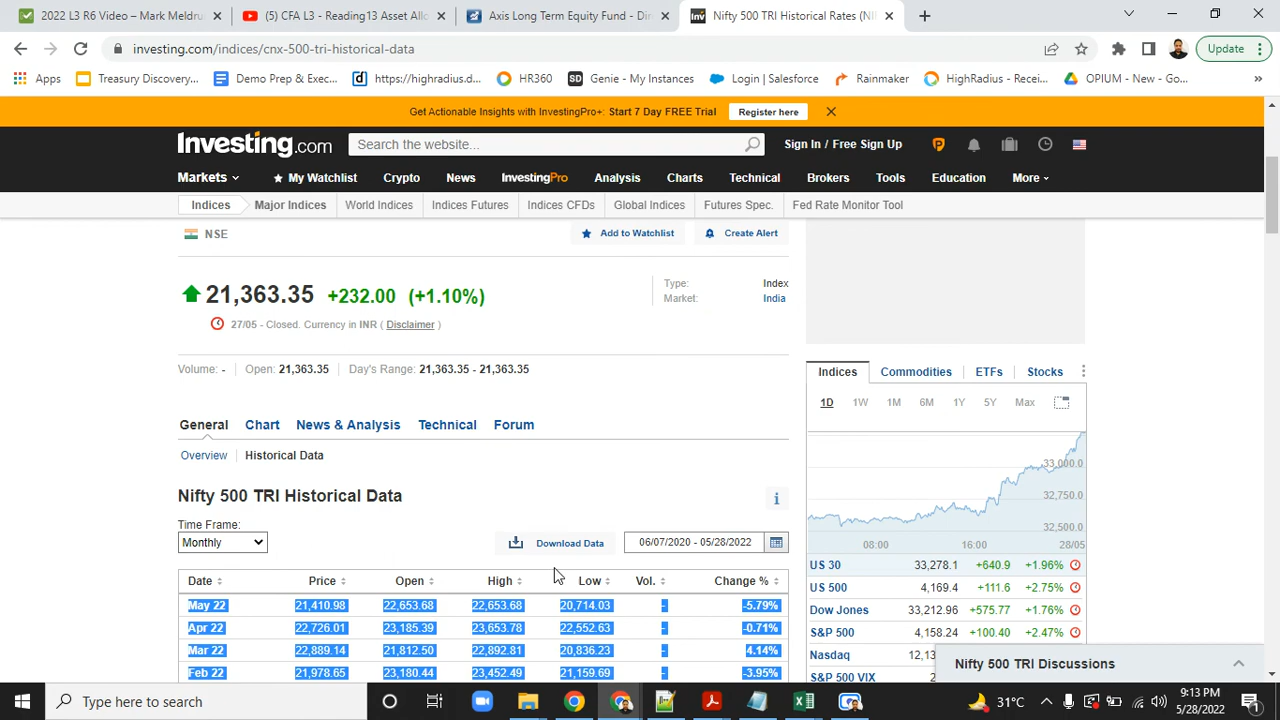 2022 L3 R6 Video – Mark Meldru
(5) CFA L3 - Reading13 Asset Allo
Axis Long Term Equity Fund - Dir
Nifty 500 TRI Historical Rates (NI
investing.com/indices/cnx-500-tri-historical-data
Update
Apps
Treasury Discovery...
Demo Prep & Exec...
https://highradius.d...
HR360
Genie - My Instances
Login | Salesforce
Rainmaker
HighRadius - Recei...
OPIUM - New - Go...
Get Actionable Insights with InvestingPro+: Start 7 Day FREE Trial
Register here
Investing.com
Search the website...
Sign In / Free Sign Up
Markets
My Watchlist
Crypto
News
InvestingPro
Analysis
Charts
Technical
Brokers
Tools
Education
More
Indices
Major Indices
World Indices
Indices Futures
Indices CFDs
Global Indices
Futures Spec.
Fed Rate Monitor Tool
NSE
Add to Watchlist
Create Alert
21,363.35 +232.00 (+1.10%)
27/05 - Closed. Currency in INR ( Disclaimer )
Type: Index
Market: India
Volume: - Open: 21,363.35 Day's Range: 21,363.35 - 21,363.35
General Chart News & Analysis Technical Forum
Overview Historical Data
Nifty 500 TRI Historical Data
Time Frame:
Monthly
Download Data
06/07/2020 - 05/28/2022
Date Price Open High Low Vol. Change %
May 22 21,410.98 22,653.68 22,653.68 20,714.03 - -5.79%
Apr 22 22,726.01 23,185.39 23,653.78 22,552.63 - -0.71%
Mar 22 22,889.14 21,812.50 22,892.81 20,836.23 - 4.14%
Feb 22 21,978.65 23,180.44 23,452.49 21,159.69 - -3.95%
Indices Commodities ETFs Stocks
1D 1W 1M 6M 1Y 5Y Max
33,000.0
32,750.0
32,500.0
08:00 16:00 28/05
US 30 33,278.1 +640.9 +1.96%
US 500 4,169.4 +111.6 +2.75%
Dow Jones 33,212.96 +575.77 +1.76%
S&P 500 4,158.24 +100.40 +2.47%
Nasdaq 12,13
S&P 500 VIX 2
Nifty 500 TRI Discussions
Type here to search
31°C
9:13 PM
5/28/2022
1